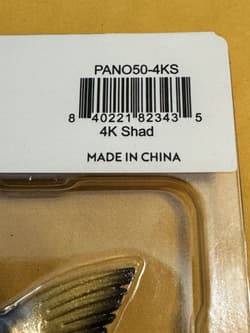 PANO50-4KS
8 40221 82343 5
4K Shad
MADE IN CHINA